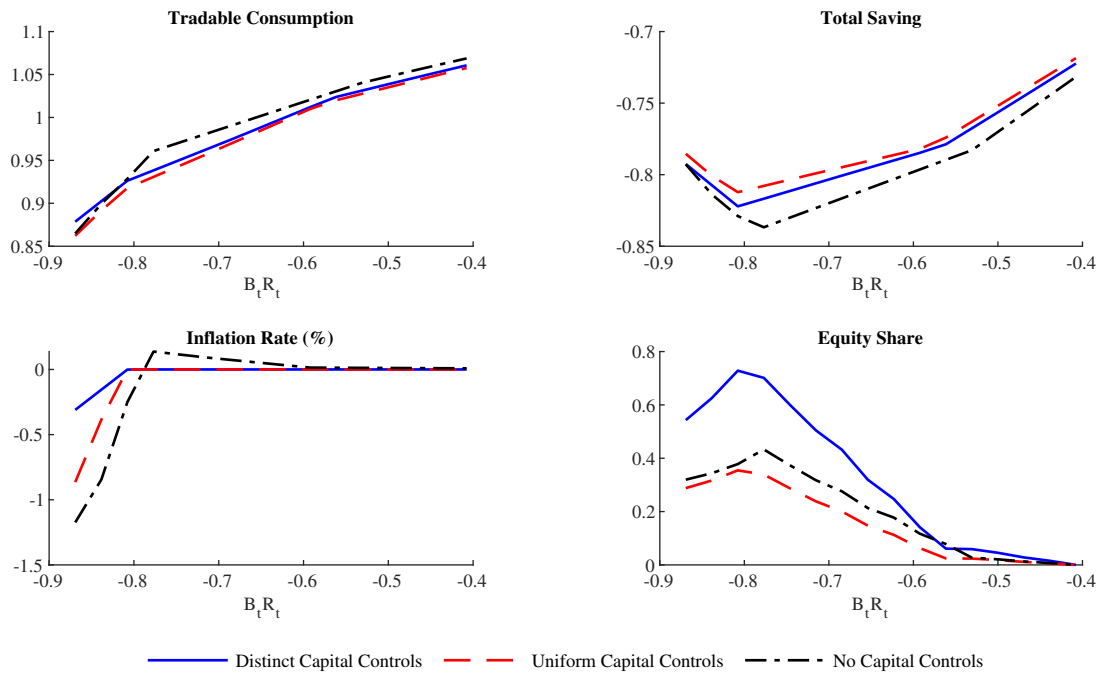 Tradable Consumption
1.1
1.05
1
0.95
0.9
0.85
-0.9 -0.8 -0.7 -0.6 -0.5 -0.4
B_tR_t
Total Saving
-0.7
-0.75
-0.8
-0.85
-0.9 -0.8 -0.7 -0.6 -0.5 -0.4
B_tR_t
Inflation Rate (%)
0
-0.5
-1
-1.5
-0.9 -0.8 -0.7 -0.6 -0.5 -0.4
B_tR_t
Equity Share
0.8
0.6
0.4
0.2
0
-0.9 -0.8 -0.7 -0.6 -0.5 -0.4
B_tR_t
Distinct Capital Controls Uniform Capital Controls No Capital Controls